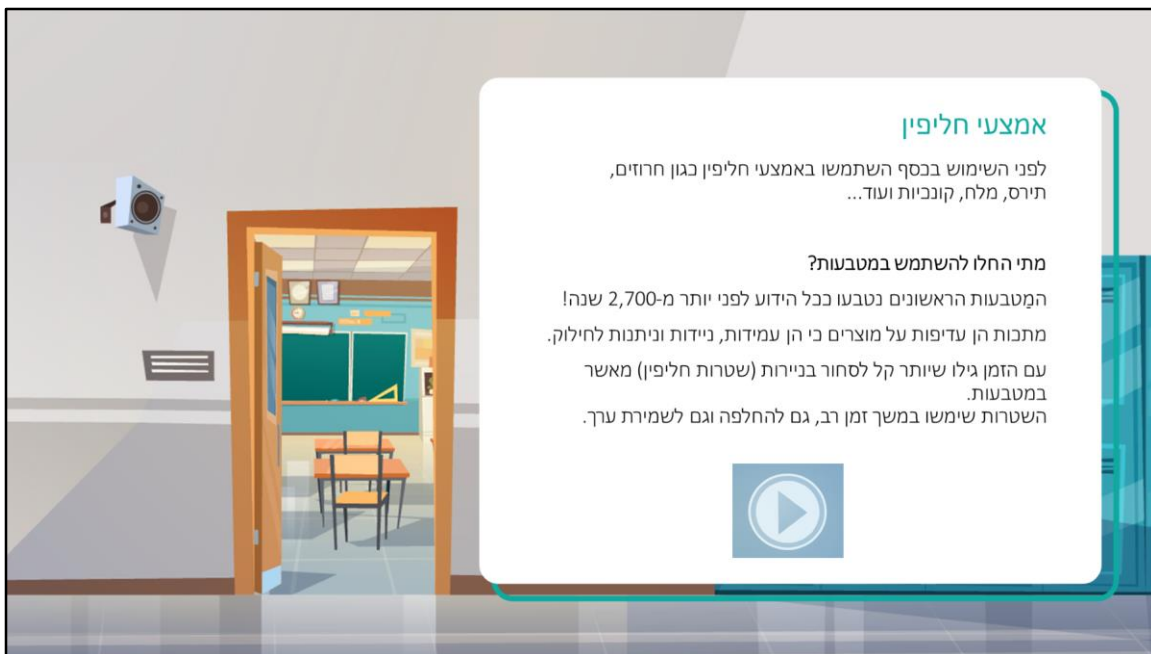 אמצעי חליפין
לפני השימוש בכסף השתמשו באמצעי חליפין כגון חרוזים,
תירס, מלח, קונכיות ועוד...
מתי החלו להשתמש במטבעות?
המַטבעות הראשונים נטבעו ככל הידוע לפני יותר מ-2,700 שנה!
מתכות הן עדיפות על מוצרים כי הן עמידות, ניידות וניתנות לחילוק.
עם הזמן גילו שיותר קל לסחור בניירות (שטרות חליפין) מאשר
במטבעות.
השטרות שימשו במשך זמן רב, גם להחלפה וגם לשמירת ערך.